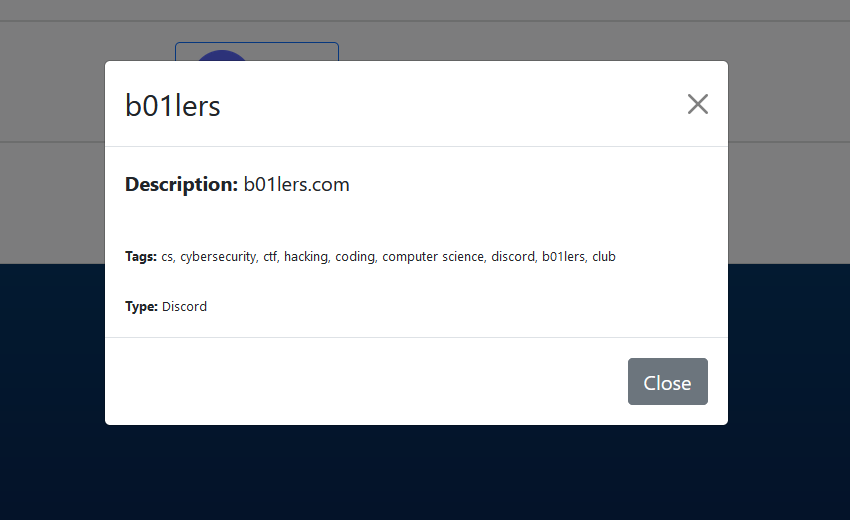 b01lers
Description: b01lers.com
Tags: cs, cybersecurity, ctf, hacking, coding, computer science, discord, b01lers, club
Type: Discord
Close